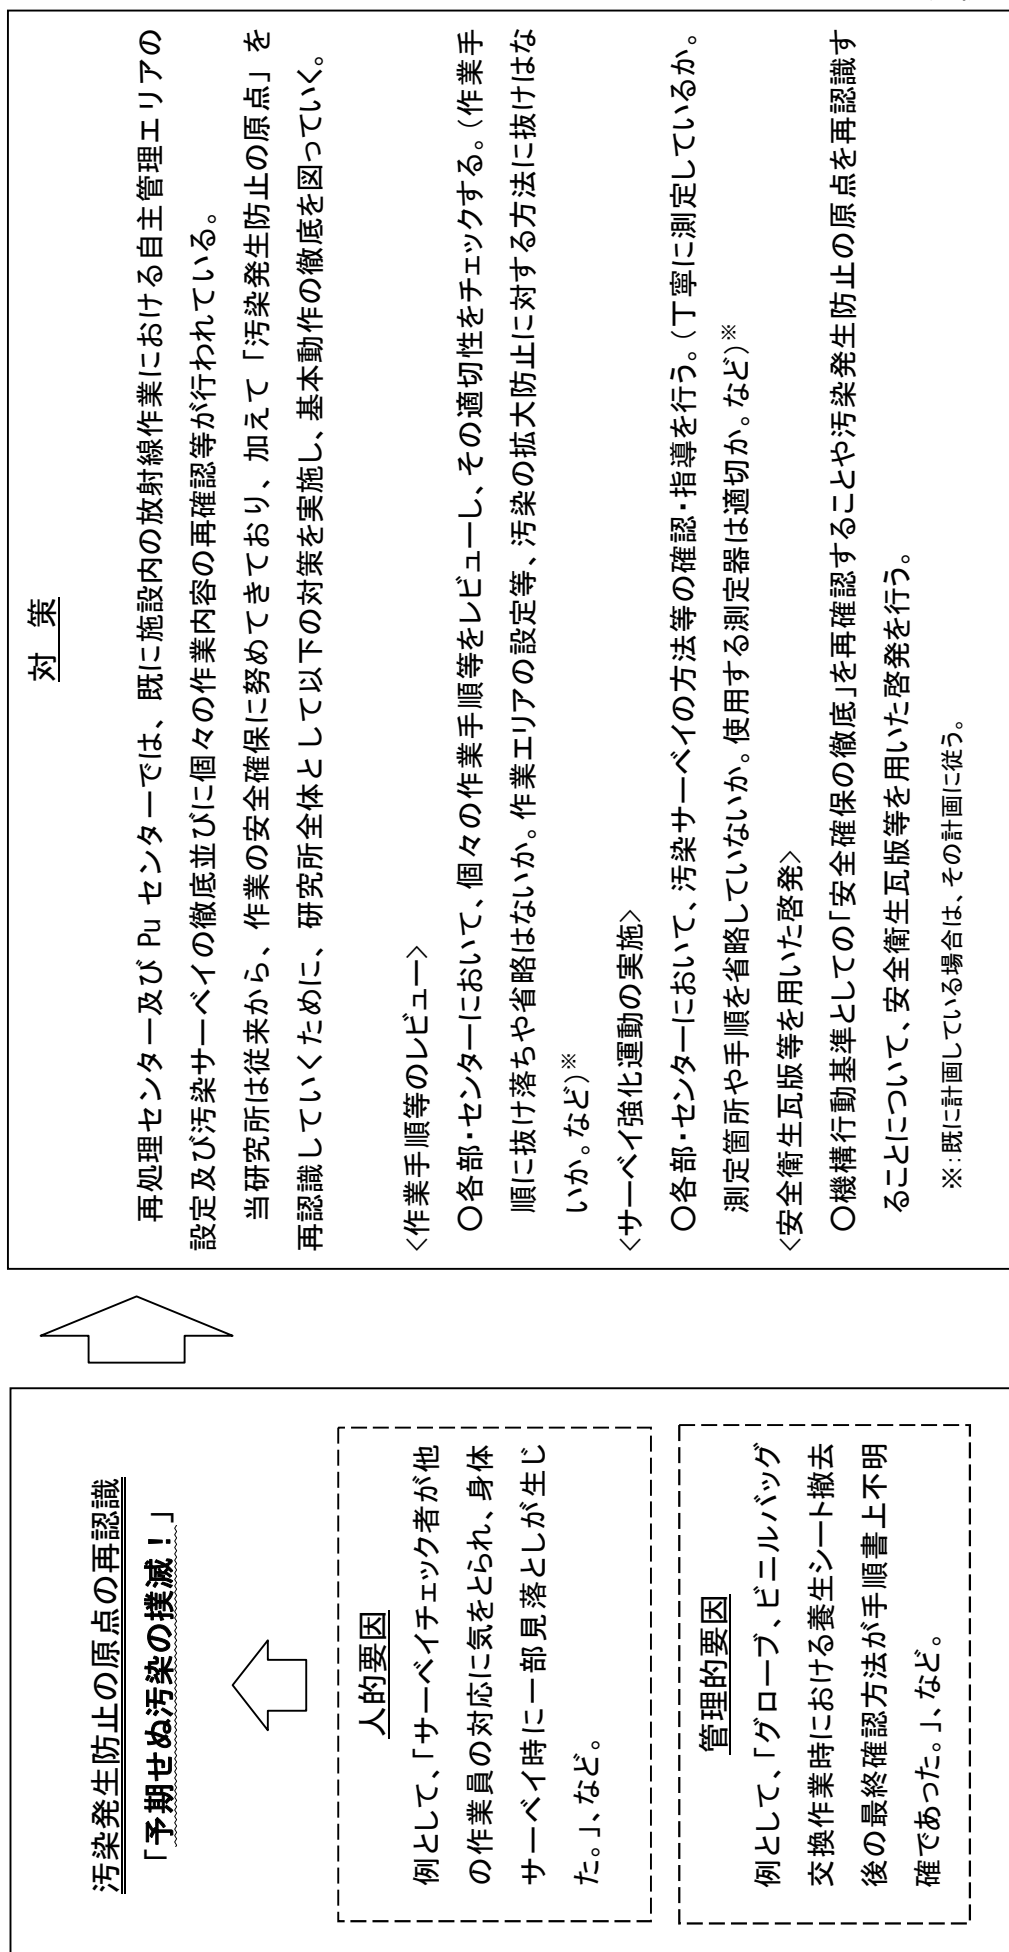 汚染発生防止の原点の再認識
「予期せぬ汚染の撲滅！」
人的要因
例として、「サーベイチェック者が他
の作業員の対応に気をとられ、身体
サーベイ時に一部見落としが生じ
た。」、など。
管理的要因
例として、「グローブ、ビニルバッグ
交換作業時における養生シート撤去
後の最終確認方法が手順書上不明
確であった。」、など。
対 策
再処理センター及び Pu センターでは、既に施設内の放射線作業における自主管理エリアの
設定及び汚染サーベイの徹底並びに個々の作業内容の再確認等が行われている。
当研究所は従来から、作業の安全確保に努めてきており、加えて「汚染発生防止の原点」を
再認識していくために、研究所全体として以下の対策を実施し、基本動作の徹底を図っていく。
<作業手順等のレビュー>
○各部・センターにおいて、個々の作業手順等をレビューし、その適切性をチェックする。（作業手
順に抜け落ちや省略はないか。作業エリアの設定等、汚染の拡大防止に対する方法に抜けはな
いか。など）※
<サーベイ強化運動の実施>
○各部・センターにおいて、汚染サーベイの方法等の確認・指導を行う。（丁寧に測定しているか。
測定箇所や手順を省略していないか。使用する測定器は適切か。など）※
<安全衛生瓦版等を用いた啓発>
○機構行動基準としての「安全確保の徹底」を再確認することや汚染発生防止の原点を再認識す
ることについて、安全衛生瓦版等を用いた啓発を行う。
※：既に計画している場合は、その計画に従う。